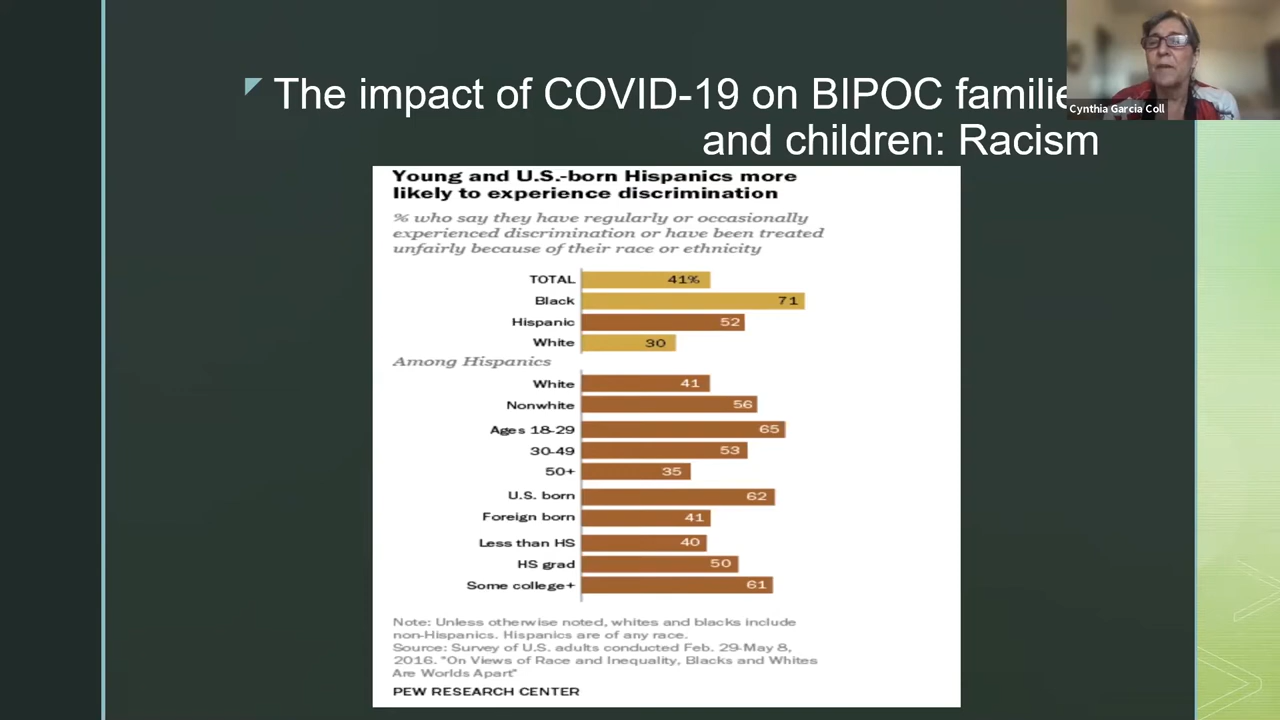 The impact of COVID-19 on BIPOC familie
and children: Racism
Cynthia Garcia Coll
Young and U.S.-born Hispanics more
likely to experience discrimination
% who say they have regularly or occasionally
experienced discrimination or have been treated
unfairly because of their race or ethnicity
TOTAL 41%
Black 71
Hispanic 52
White 30
Among Hispanics
White 41
Nonwhite 56
Ages 18-29 65
30-49 53
50+ 35
U.S. born 62
Foreign born 41
Less than HS 40
HS grad 50
Some college+ 61
Note: Unless otherwise noted, whites and blacks include
non-Hispanics. Hispanics are of any race.
Source: Survey of U.S. adults conducted Feb. 29-May 8,
2016. "On Views of Race and Inequality, Blacks and Whites
Are Worlds Apart"
PEW RESEARCH CENTER